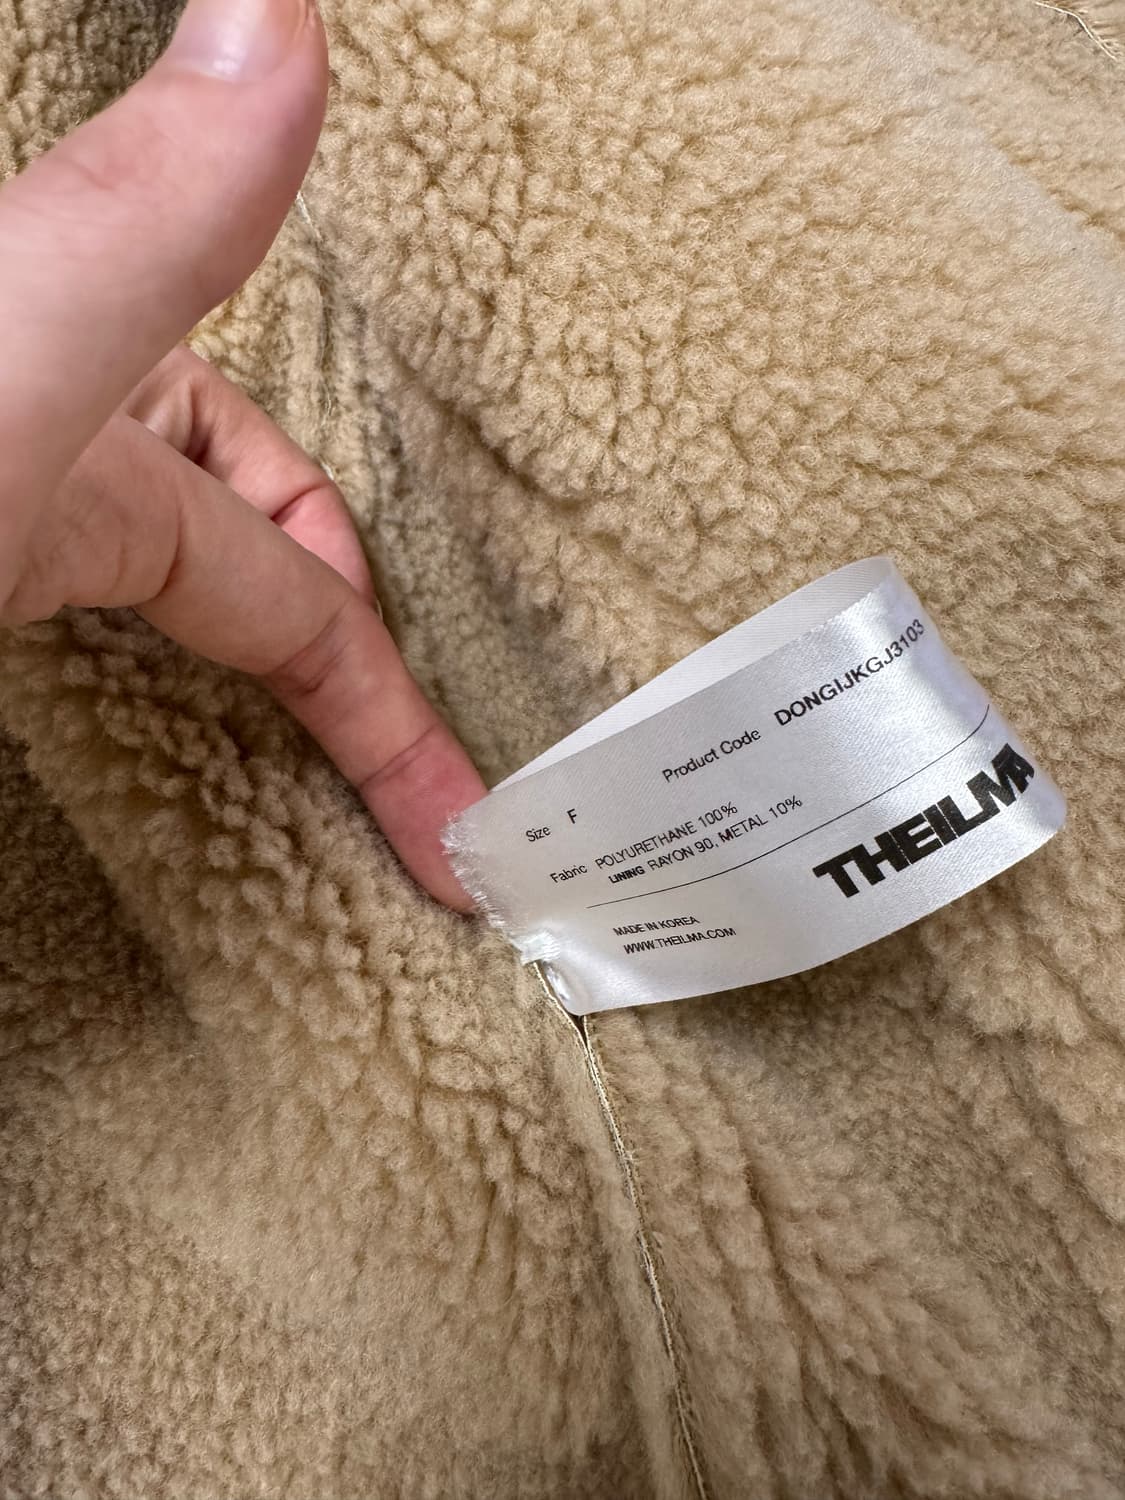 Size F
Product Code DONGIJKGJ3103
Fabric POLYURETHANE 100%
LINING RAYON 90, METAL 10%
MADE IN KOREA
WWW.THEILMA.COM
THEILMA